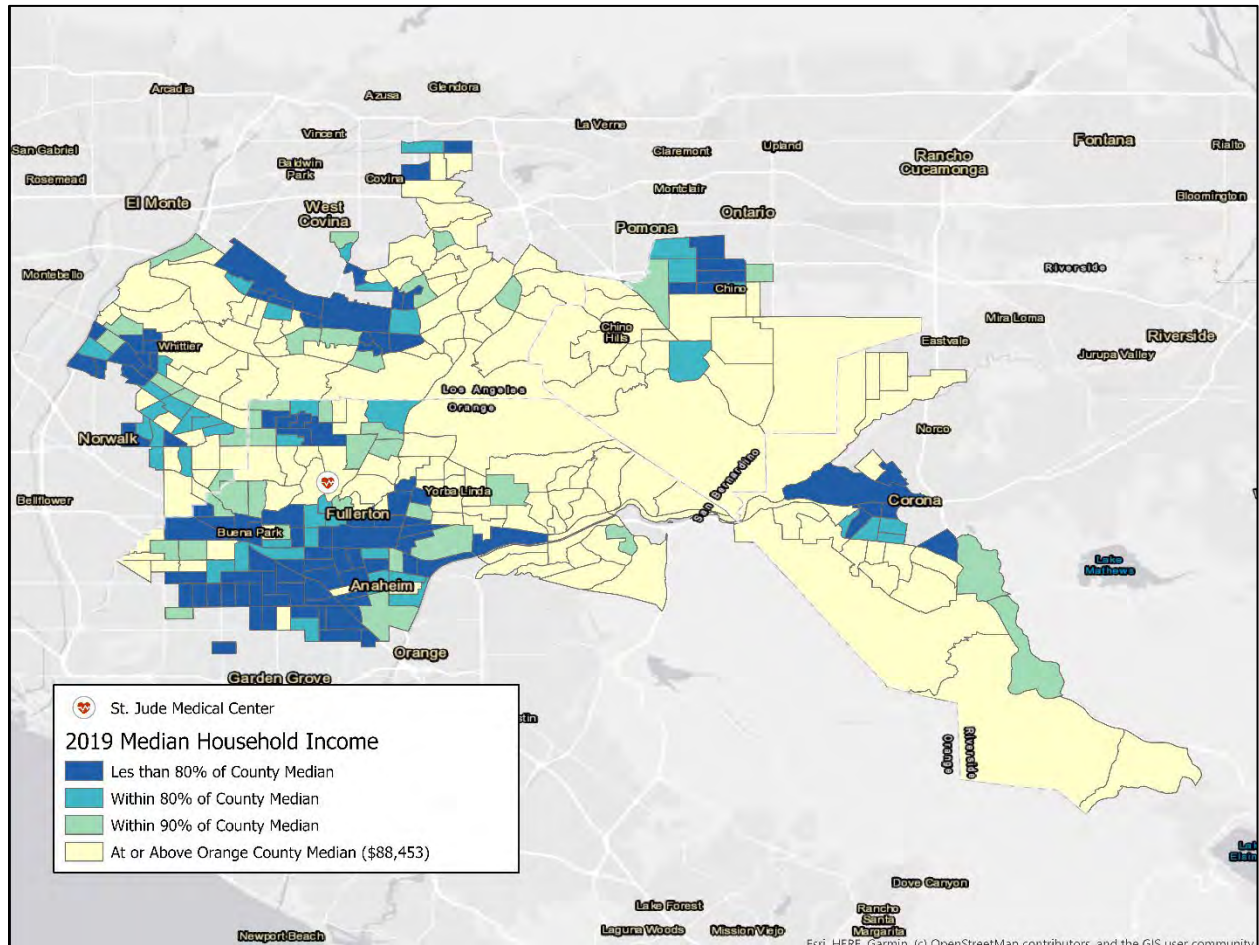 Arcadia
Azusa
Glendora
La Verne
Vincent
San Gabriel
Baldwin
Park
Claremont
Upland
Rancho
Cucamonga
Fontana
Rialto
Rosemead
Covina
Montclair
El Monte
West
Covina
Pomona
Ontario
Bloomington
Montebello
Riverside
Chino
Mira Loma
Chino
Hills
Eastvale
Riverside
Whittier
Jurupa Valley
Los Angeles
Orange
Norco
Norwalk
San Bernardino
Bellflower
Yorba Linda
Corona
Fullerton
Buena Park
Lake
Mathews
Anaheim
Orange
Garden Grove
St. Jude Medical Center
2019 Median Household Income
Less than 80% of County Median
Within 80% of County Median
Within 90% of County Median
At or Above Orange County Median ($88,453)
stin
Riverside
Orange
Dove Canyon
Lake Forest
Rancho
Santa
Margarita
Laguna Woods
Mission Viejo
Newport Beach
Esri, HERE, Garmin, (c) OpenStreetMap contributors, and the GIS user community